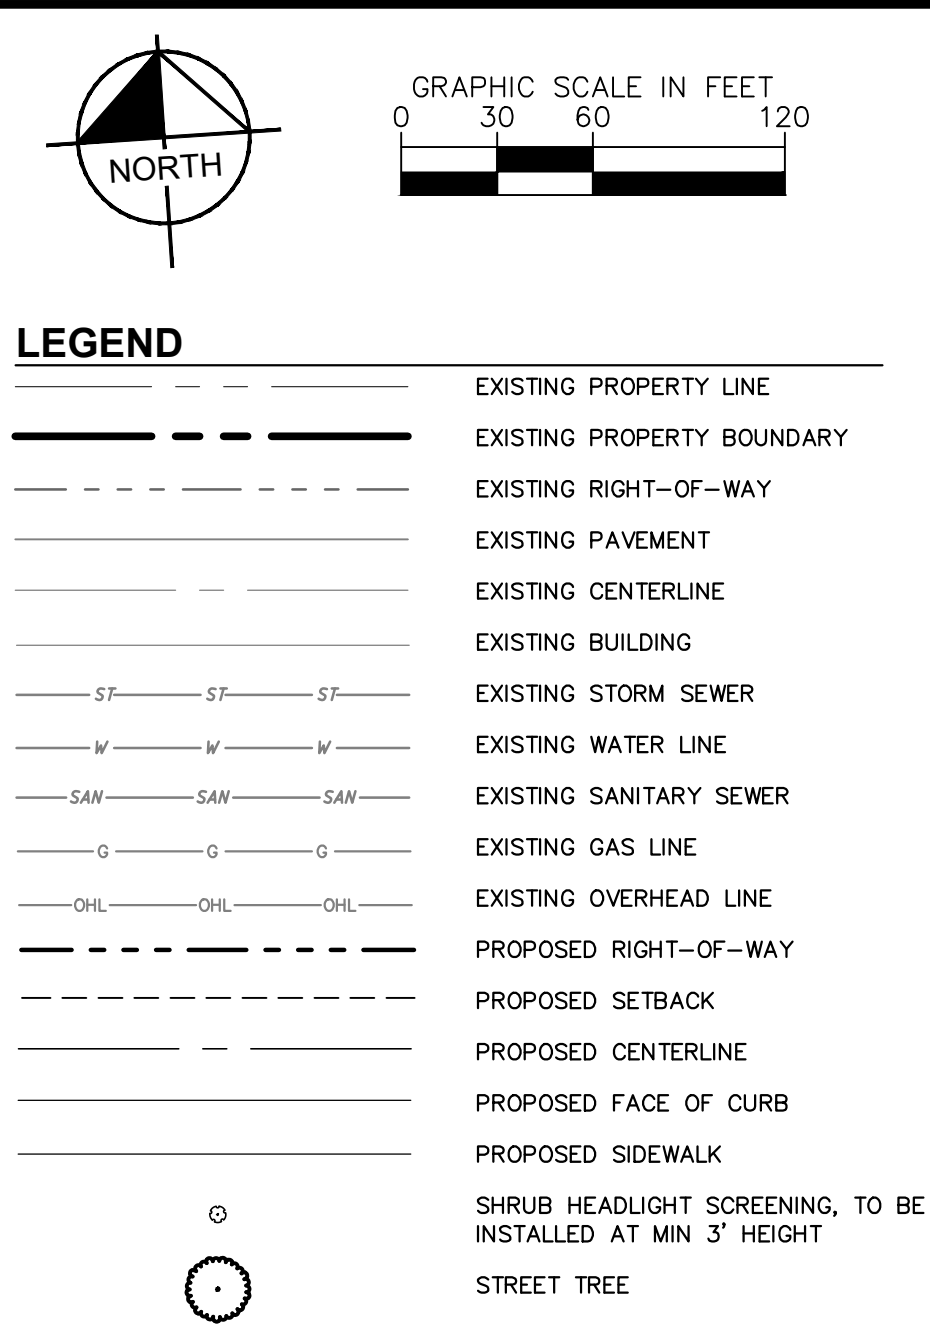 NORTH
GRAPHIC SCALE IN FEET
0 30 60 120
LEGEND
EXISTING PROPERTY LINE
EXISTING PROPERTY BOUNDARY
EXISTING RIGHT-OF-WAY
EXISTING PAVEMENT
EXISTING CENTERLINE
EXISTING BUILDING
ST ST ST EXISTING STORM SEWER
W W W EXISTING WATER LINE
SAN SAN SAN EXISTING SANITARY SEWER
G G G EXISTING GAS LINE
OHL OHL OHL EXISTING OVERHEAD LINE
PROPOSED RIGHT-OF-WAY
PROPOSED SETBACK
PROPOSED CENTERLINE
PROPOSED FACE OF CURB
PROPOSED SIDEWALK
SHRUB HEADLIGHT SCREENING, TO BE
INSTALLED AT MIN 3' HEIGHT
STREET TREE